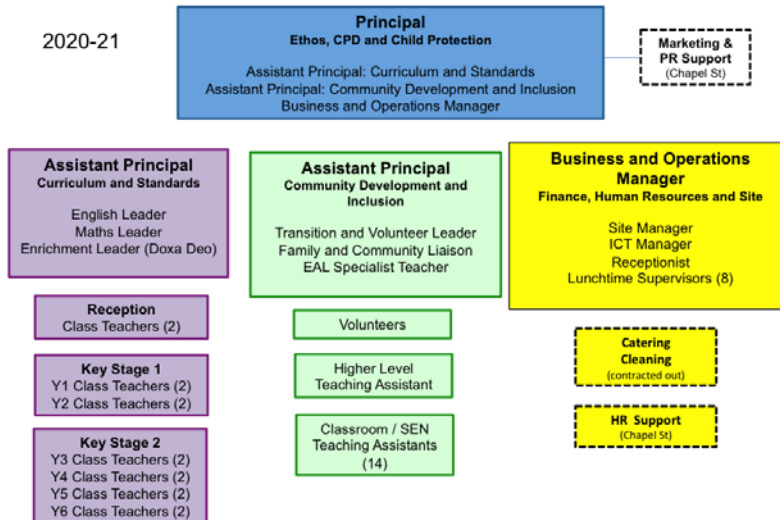 2020-21
Principal
Ethos, CPD and Child Protection
Assistant Principal: Curriculum and Standards
Assistant Principal: Community Development and Inclusion
Business and Operations Manager
Marketing &
PR Support
(Chapel St)
Assistant Principal
Curriculum and Standards
English Leader
Maths Leader
Enrichment Leader (Doxa Deo)
Reception
Class Teachers (2)
Key Stage 1
Y1 Class Teachers (2)
Y2 Class Teachers (2)
Key Stage 2
Y3 Class Teachers (2)
Y4 Class Teachers (2)
Y5 Class Teachers (2)
Y6 Class Teachers (2)
Assistant Principal
Community Development and
Inclusion
Transition and Volunteer Leader
Family and Community Liaison
EAL Specialist Teacher
Volunteers
Higher Level
Teaching Assistant
Classroom / SEN
Teaching Assistants
(14)
Business and Operations
Manager
Finance, Human Resources and Site
Site Manager
ICT Manager
Receptionist
Lunchtime Supervisors (8)
Catering
Cleaning
(contracted out)
HR Support
(Chapel St)